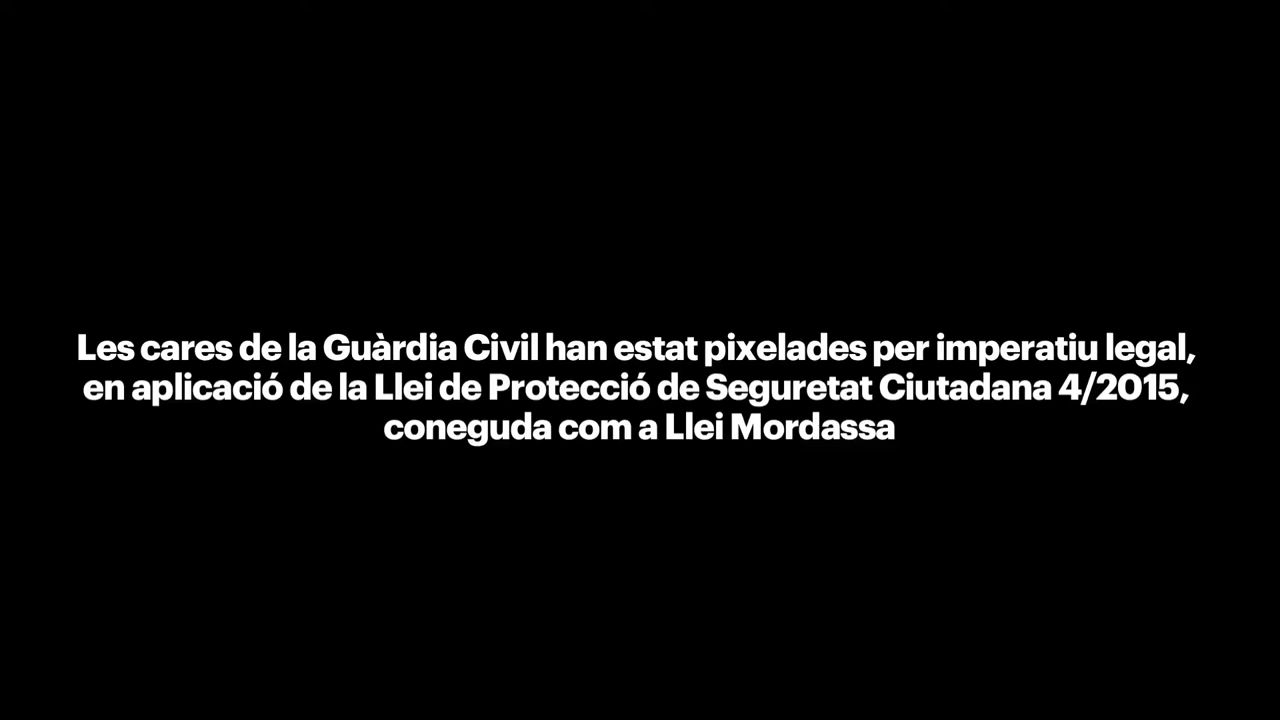 Les cares de la Guàrdia Civil han estat pixelades per imperatiu legal,
en aplicació de la Llei de Protecció de Seguretat Ciutadana 4/2015,
coneguda com a Llei Mordassa